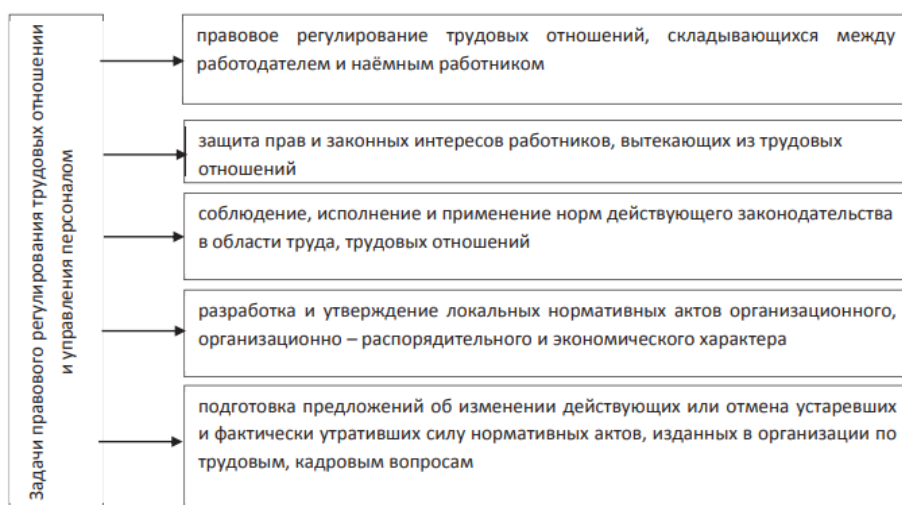 Задачи правового регулирования трудовых отношении
и управления персоналом
правовое регулирование трудовых отношений, складывающихся между
работодателем и наёмным работником
защита прав и законных интересов работников, вытекающих из трудовых
отношений
соблюдение, исполнение и применение норм действующего законодательства
в области труда, трудовых отношений
разработка и утверждение локальных нормативных актов организационного,
организационно – распорядительного и экономического характера
подготовка предложений об изменении действующих или отмена устаревших
и фактически утративших силу нормативных актов, изданных в организации по
трудовым, кадровым вопросам